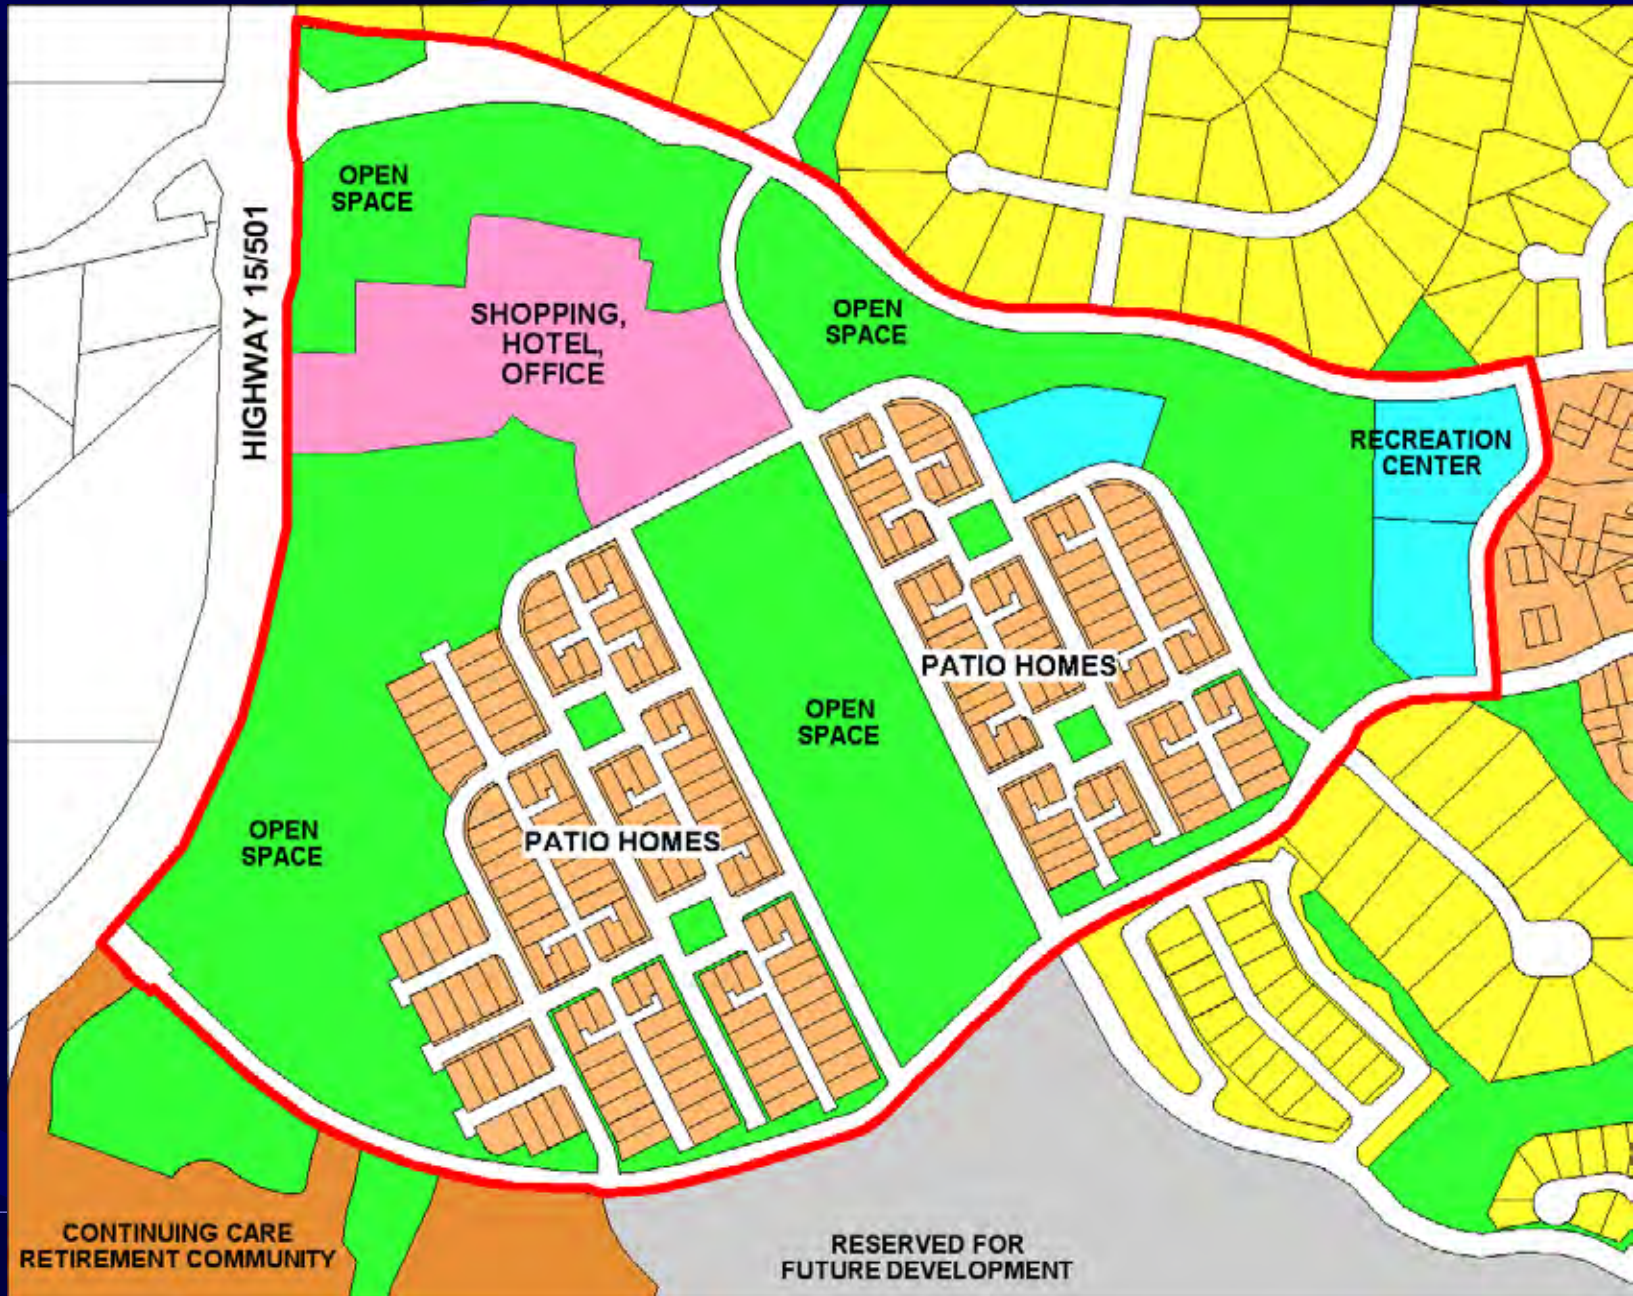 OPEN
SPACE
HIGHWAY 15/501
SHOPPING,
HOTEL,
OFFICE
OPEN
SPACE
RECREATION
CENTER
PATIO HOMES
OPEN
SPACE
OPEN
SPACE
PATIO HOMES
CONTINUING CARE
RETIREMENT COMMUNITY
RESERVED FOR
FUTURE DEVELOPMENT